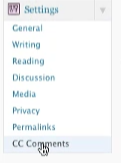 Settings
General
Writing
Reading
Discussion
Media
Privacy
Permalinks
CC Comments